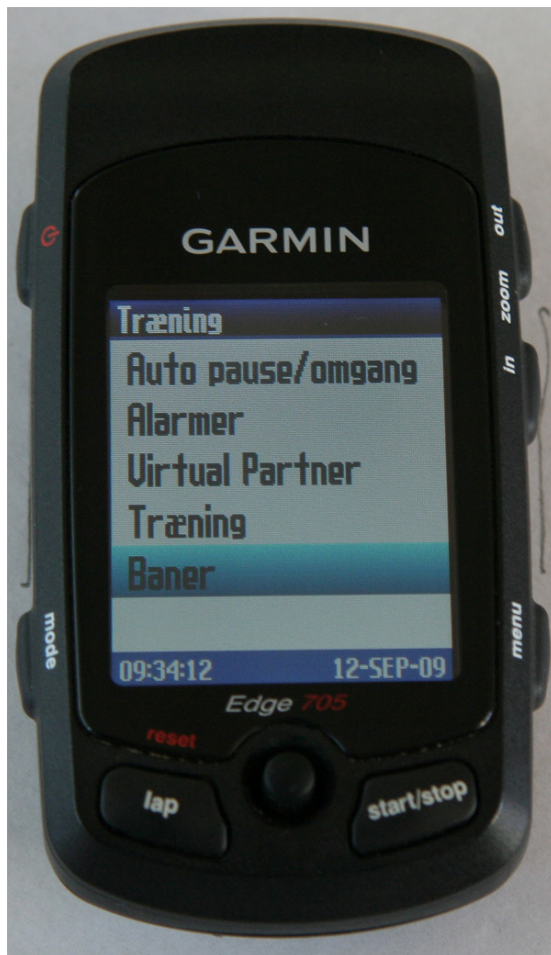 GARMIN
out
zoom
in
Træning
Auto pause/omgang
Alarmer
Virtual Partner
Træning
Baner
09:34:12 12-SEP-09
mode
menu
Edge 705
reset
lap
start/stop